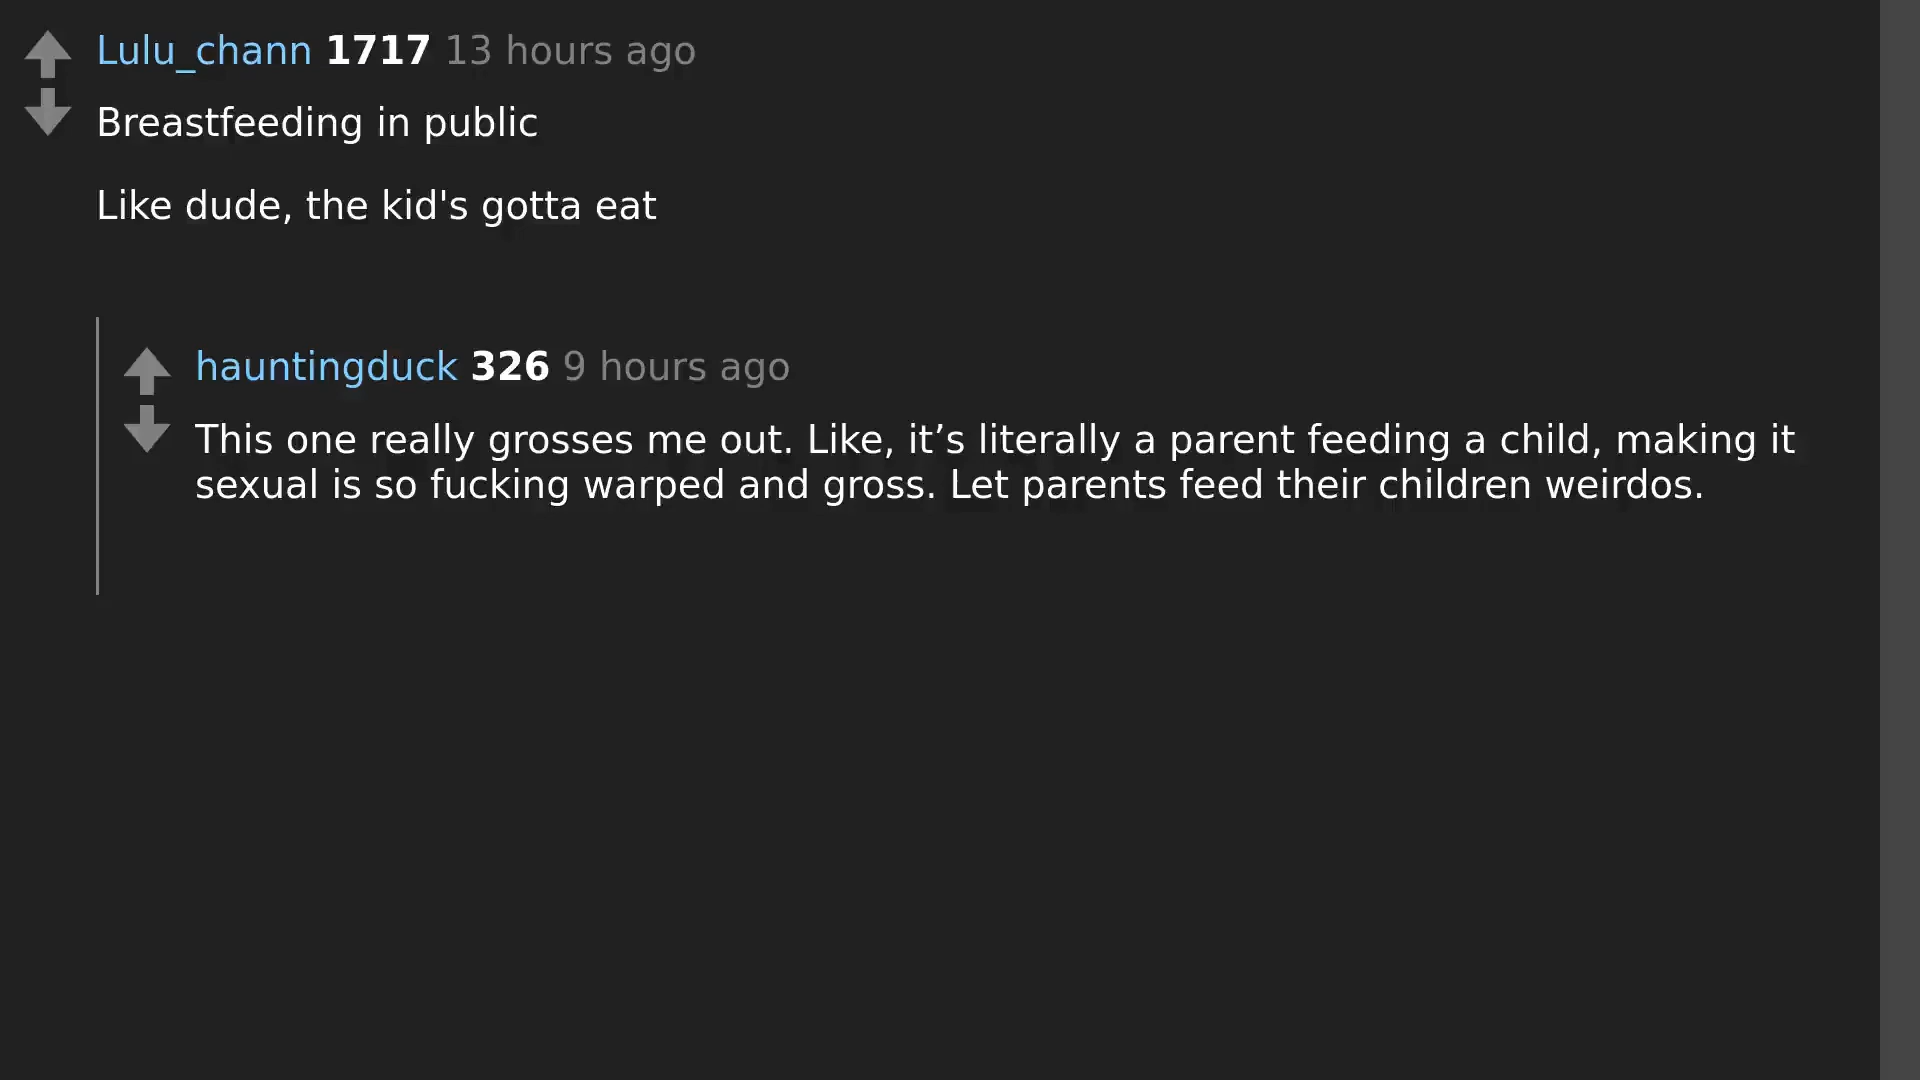 Lulu_chann 1717 13 hours ago
Breastfeeding in public
Like dude, the kid's gotta eat
hauntingduck 326 9 hours ago
This one really grosses me out. Like, it’s literally a parent feeding a child, making it
sexual is so fucking warped and gross. Let parents feed their children weirdos.